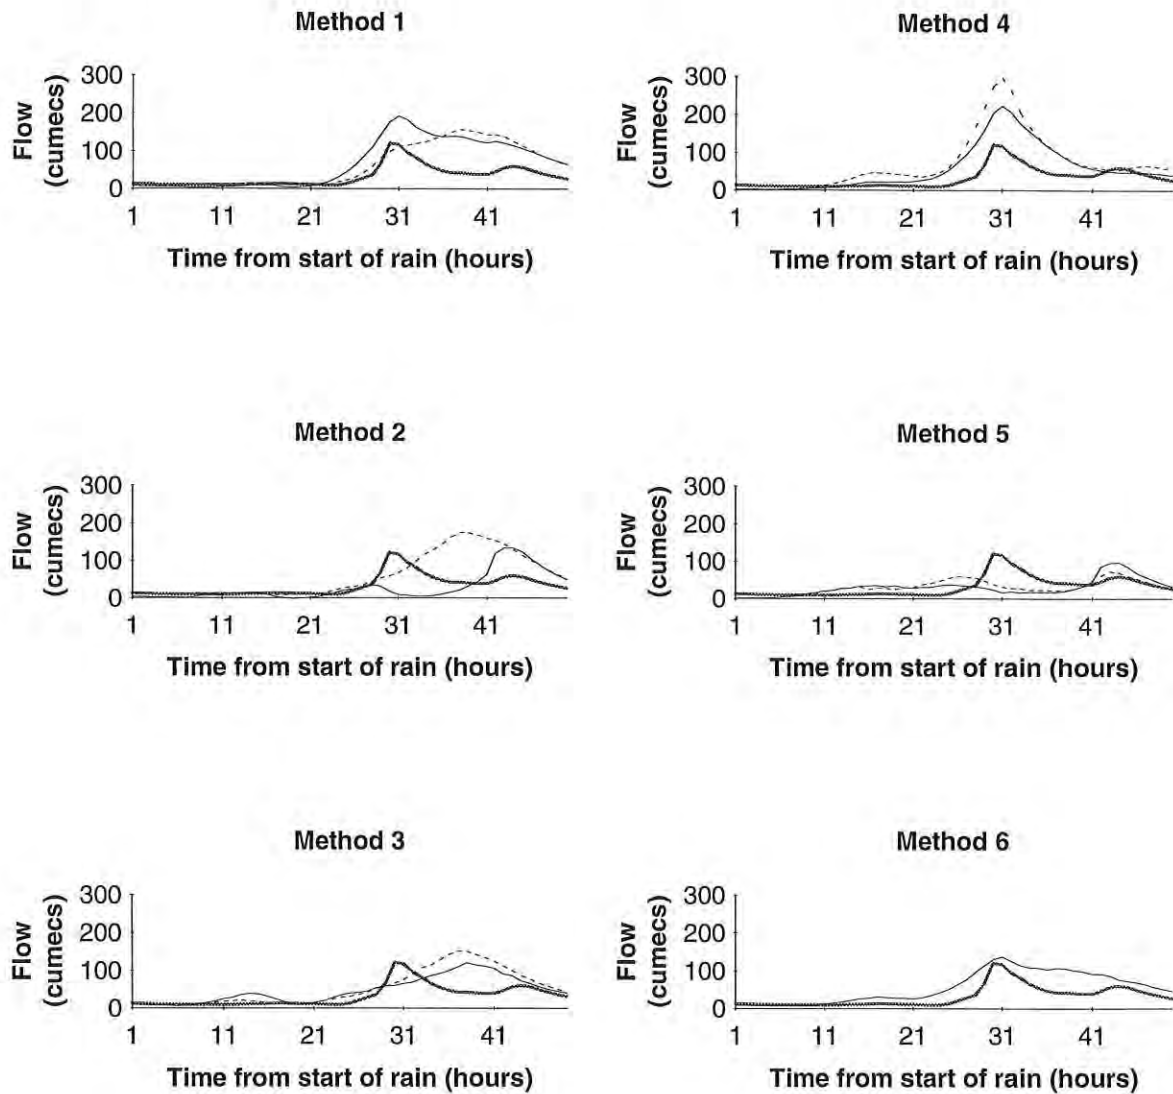 Method 1
Flow
(cumecs)
300
200
100
0
1 11 21 31 41
Time from start of rain (hours)
Method 4
Flow
(cumecs)
300
200
100
0
1 11 21 31 41
Time from start of rain (hours)
Method 2
Flow
(cumecs)
300
200
100
0
1 11 21 31 41
Time from start of rain (hours)
Method 5
Flow
(cumecs)
300
200
100
0
1 11 21 31 41
Time from start of rain (hours)
Method 3
Flow
(cumecs)
300
200
100
0
1 11 21 31 41
Time from start of rain (hours)
Method 6
Flow
(cumecs)
300
200
100
0
1 11 21 31 41
Time from start of rain (hours)